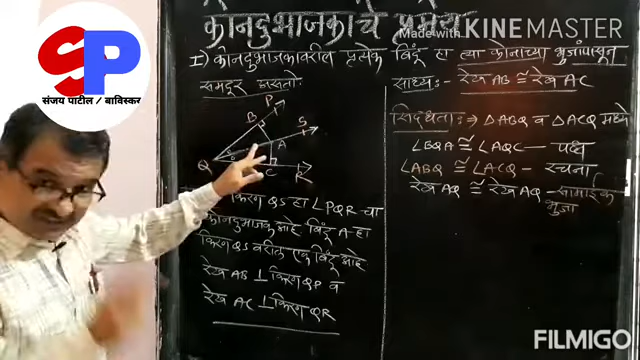 कोनदुभाजकाचे प्रमेय
Made with KINEMASTER
SP
संजय पाटील / बाविस्कर
I) कोनदुभाजकावरील प्रत्येक बिंदू हा त्या कोनाच्या भुजांपासून
समदूर असतो.
P
B
S
A
Q
C
R
किरण QS हा ∠PQR-चा
कोनदुभाजक आहे बिंदू A हा
किरण QS वरील एक बिंदू आहे
रेख AB ⊥ किरण QP व
रेख AC ⊥ किरण QR
साध्य:- रेख AB ≅ रेख AC
सिद्धता:⇒ △ABQ व △ACQ मध्ये
∠BQA ≅ ∠AQC - पक्ष
∠ABQ ≅ ∠ACQ - रचना
रेख AQ ≅ रेख AQ - सामाईक
भुजा
FILMIGO